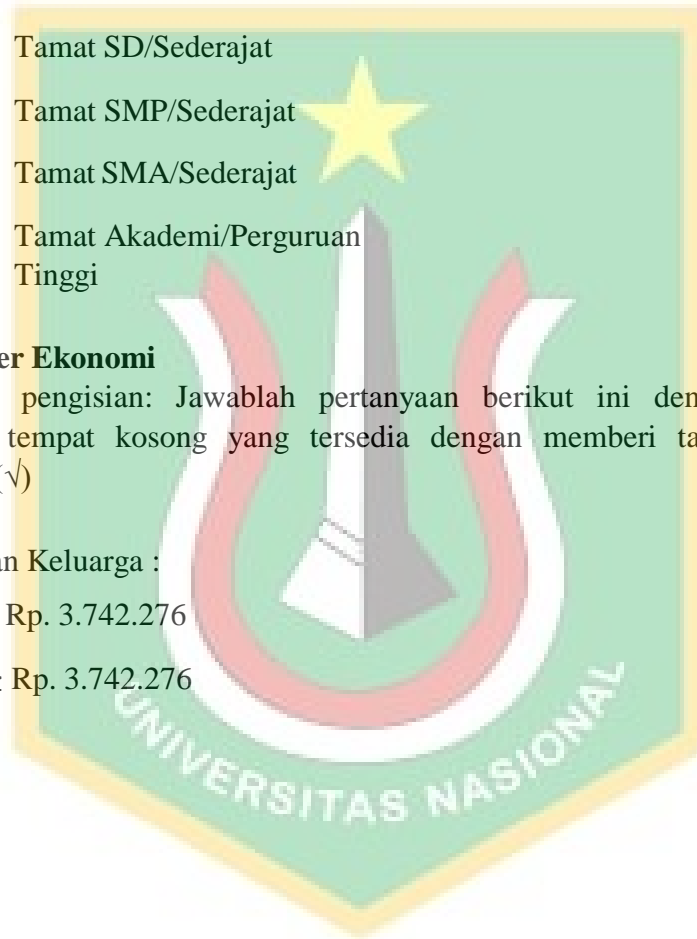 Tamat SD/Sederajat
Tamat SMP/Sederajat
Tamat SMA/Sederajat
Tamat Akademi/Perguruan
Tinggi
er Ekonomi
pengisian: Jawablah pertanyaan berikut ini den
tempat kosong yang tersedia dengan memberi ta
(√)
an Keluarga :
Rp. 3.742.276
Rp. 3.742.276
UNIVERSITAS NASIONAL